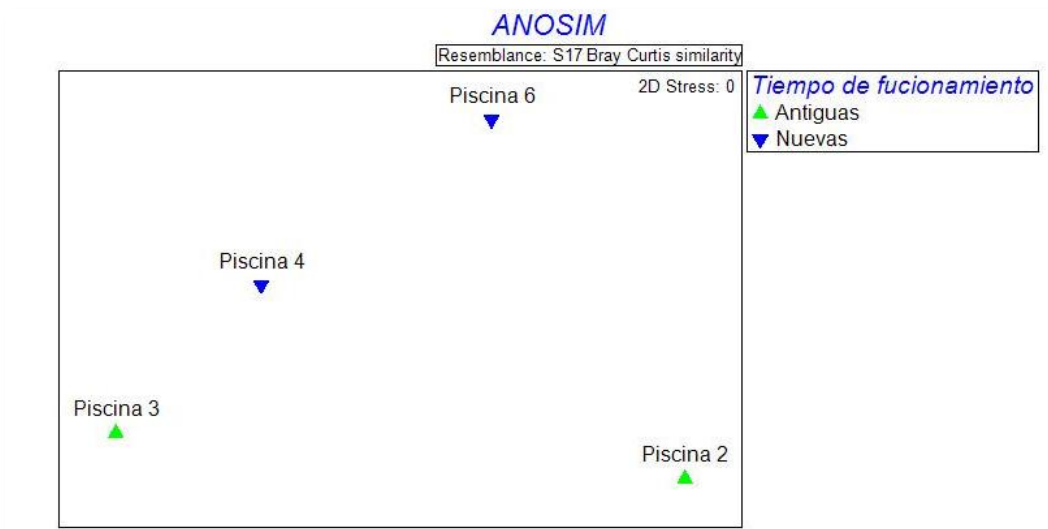 ANOSIM
Resemblance: S17 Bray Curtis similarity
2D Stress: 0
Tiempo de fucionamiento
Antiguas
Nuevas
Piscina 6
Piscina 4
Piscina 3
Piscina 2